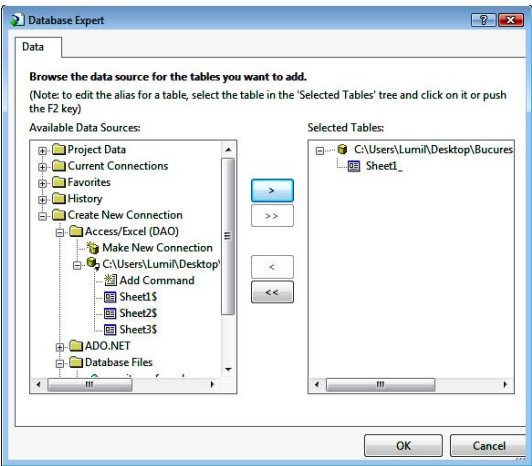 Database Expert
Data
Browse the data source for the tables you want to add.
(Note: to edit the alias for a table, select the table in the 'Selected Tables' tree and click on it or push
the F2 key)
Available Data Sources:
Selected Tables:
Project Data
Current Connections
Favorites
History
Create New Connection
Access/Excel (DAO)
Make New Connection
C:\Users\Lumil\Desktop\
Add Command
Sheet1$
Sheet2$
Sheet3$
ADO.NET
Database Files
>
>>
<
<<
C:\Users\Lumil\Desktop\Bucures
Sheet1_
OK
Cancel